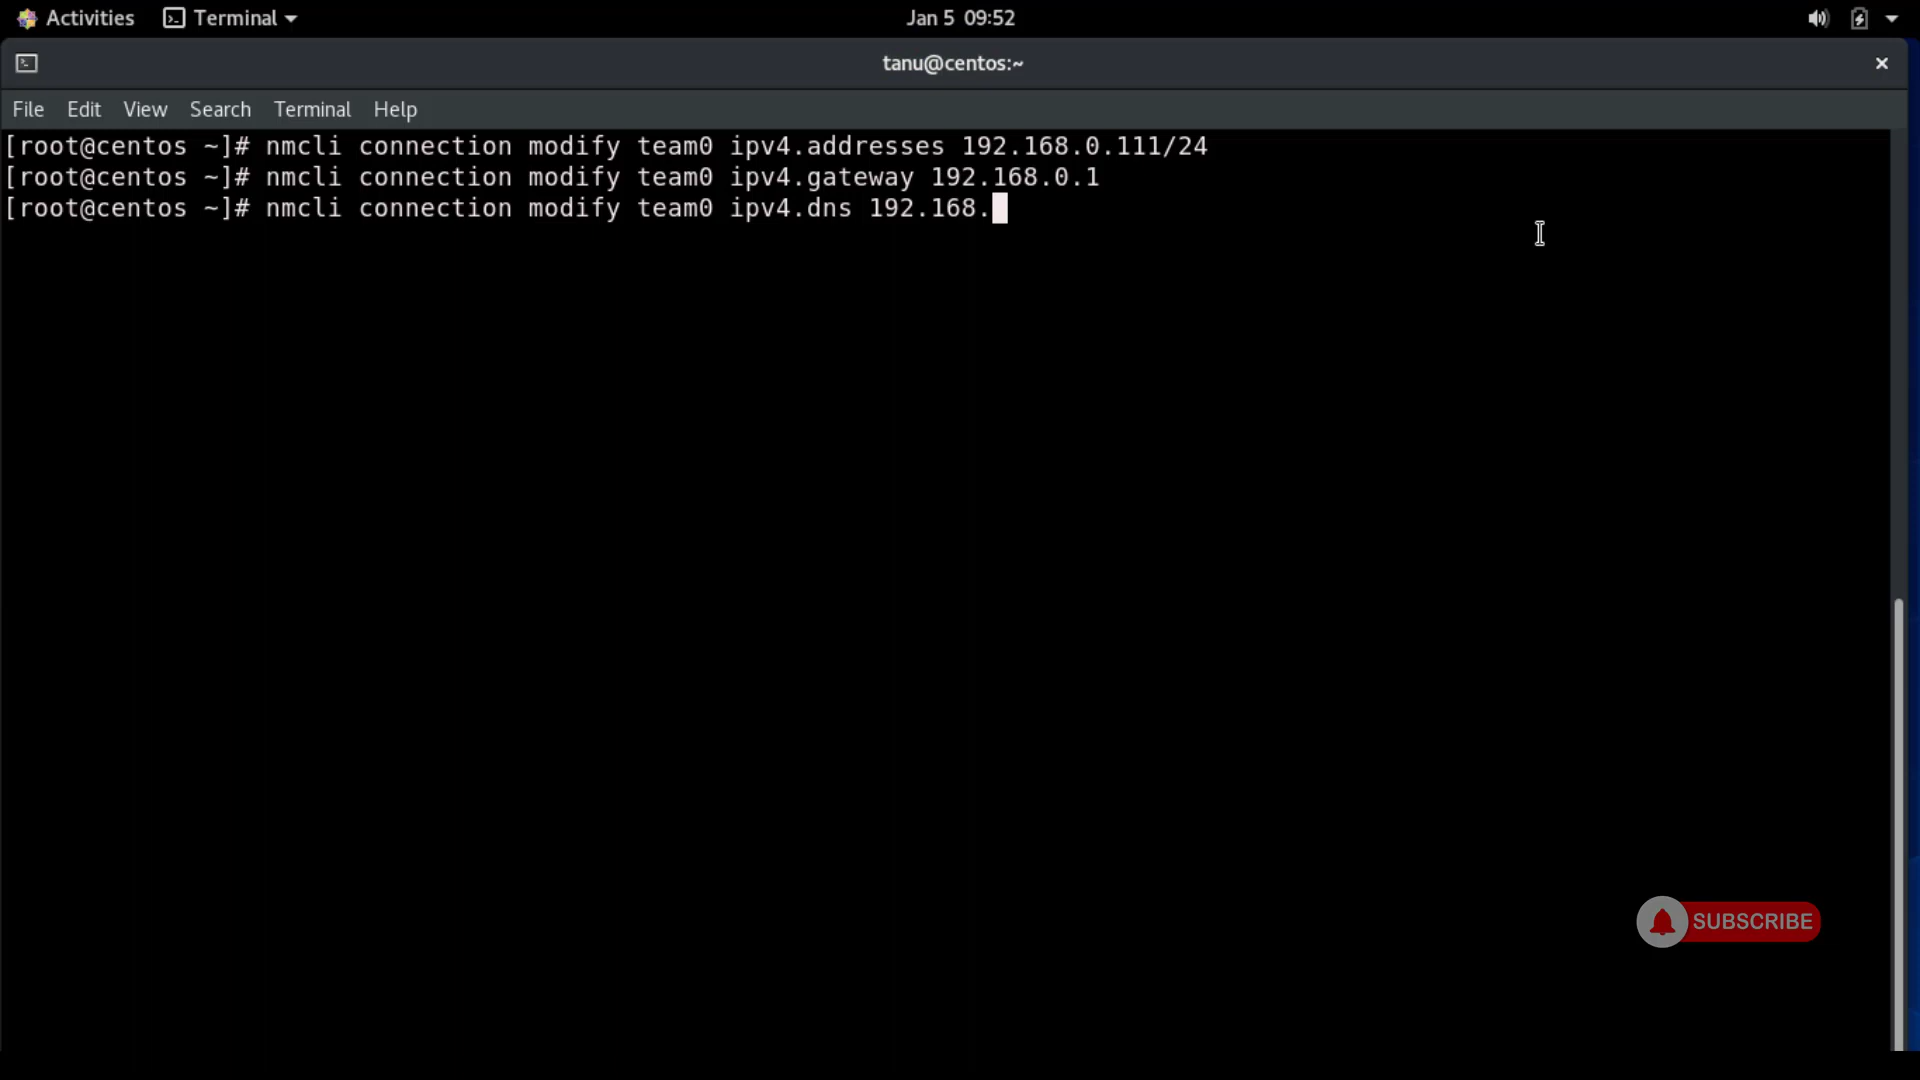 Activities Terminal Jan 5 09:52
tanu@centos:~
File Edit View Search Terminal Help
[root@centos ~]# nmcli connection modify team0 ipv4.addresses 192.168.0.111/24
[root@centos ~]# nmcli connection modify team0 ipv4.gateway 192.168.0.1
[root@centos ~]# nmcli connection modify team0 ipv4.dns 192.168.
SUBSCRIBE